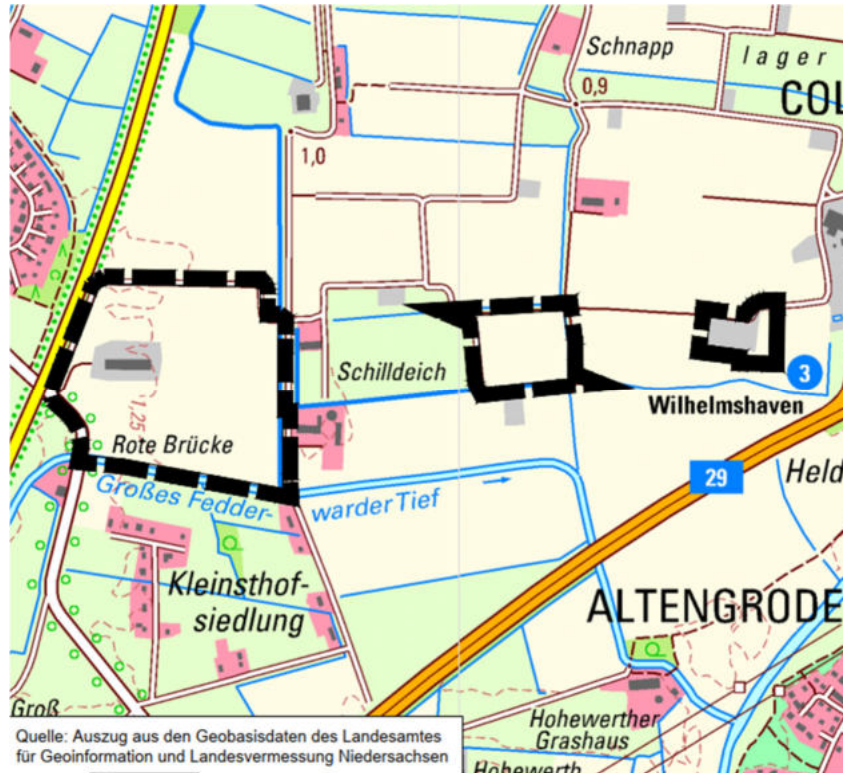 Schnapp
lager
COL
0,9
1,0
Schilldeich
3
Wilhelmshaven
1,25
Rote Brücke
29
Held
Großes Fedder-
warder Tief
Kleinsthof-
siedlung
ALTENGRODE
Groß
Hohewerther
Grashaus
Hohewerth
Quelle: Auszug aus den Geobasisdaten des Landesamtes
für Geoinformation und Landesvermessung Niedersachsen